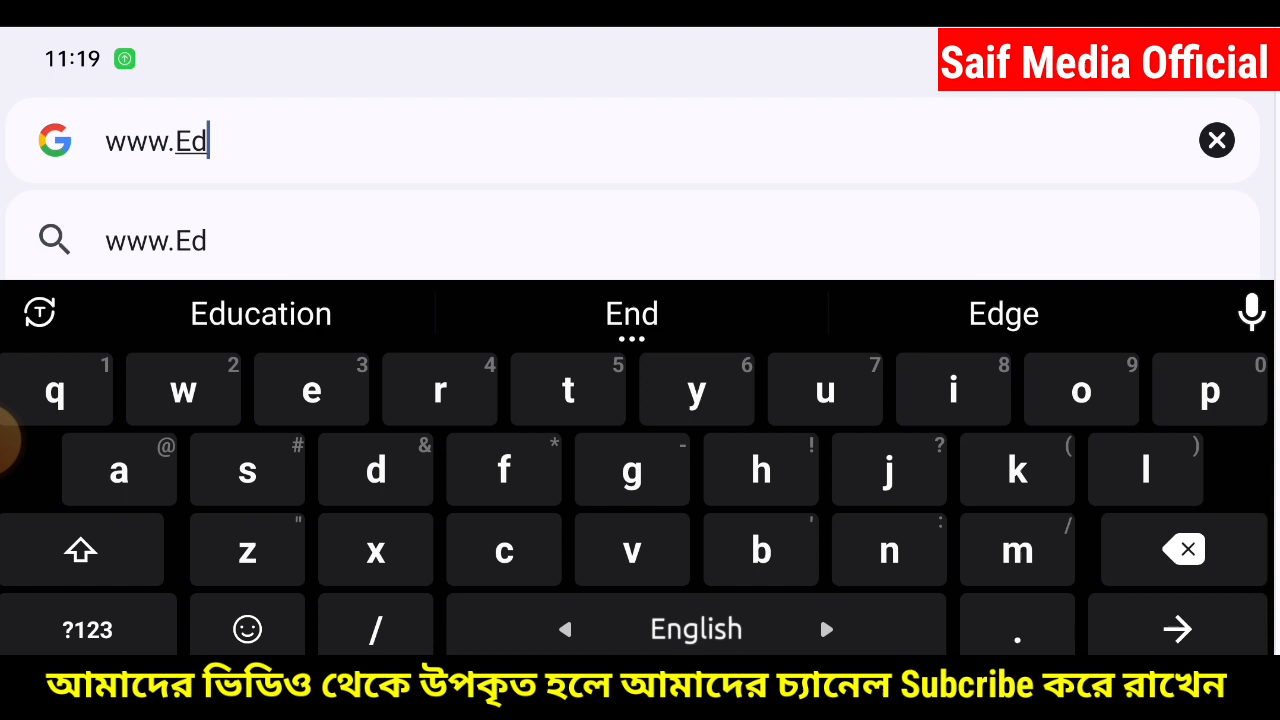 11:19
Saif Media Official
www.Ed
www.Ed
Education End Edge
q 1 w 2 e 3 r 4 t 5 y 6 u 7 i 8 o 9 p 0
a @ s # d & f * g - h ! j ? k ( l )
z " x c v b ' n : m /
?123 / English .
আমাদের ভিডিও থেকে উপকৃত হলে আমাদের চ্যানেল Subcribe করে রাখেন